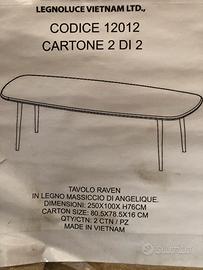 LEGNOLUCE VIETNAM LTD.,
CODICE 12012
CARTONE 2 DI 2
TAVOLO RAVEN
IN LEGNO MASSICCIO DI ANGELIQUE.
DIMENSIONI: 250X100X H76CM
CARTON SIZE: 80.5X78.5X16 CM
QTY/CTN: 2 CTN / PZ
MADE IN VIETNAM
subito